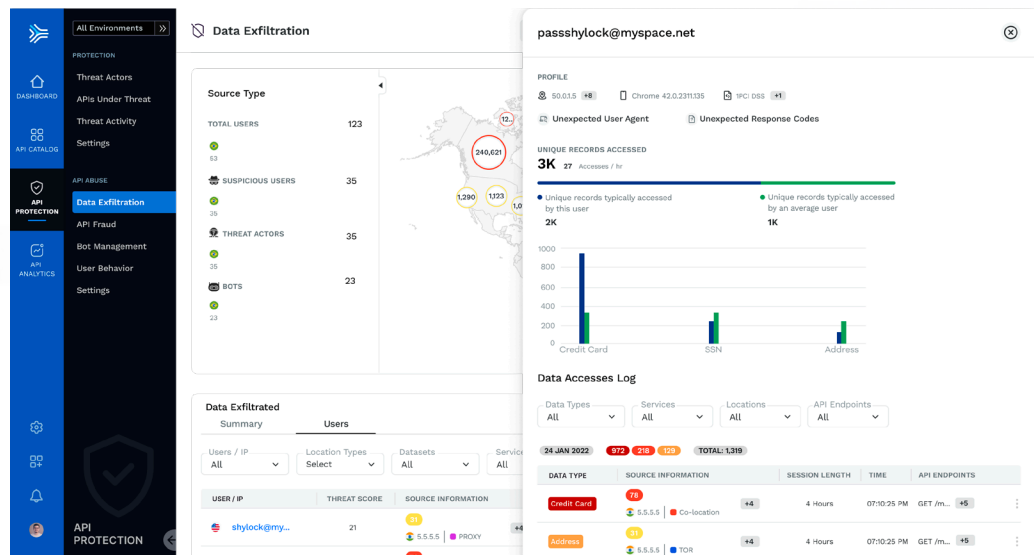 DASHBOARD
API CATALOG
API
PROTECTION
API
ANALYTICS
All Environments
PROTECTION
Threat Actors
APIs Under Threat
Threat Activity
Settings
API ABUSE
Data Exfiltration
API Fraud
Bot Management
User Behavior
Settings
API
PROTECTION
Data Exfiltration
Source Type
TOTAL USERS 123
53
SUSPICIOUS USERS 35
35
THREAT ACTORS 35
35
BOTS 23
23
12..
240,621
1,290 1,123 1,0
Data Exfiltrated
Summary Users
Users / IP Location Types Datasets Servic
All Select All All
USER / IP THREAT SCORE SOURCE INFORMATION
31
shylock@my... 21 +4
5.5.5.5 PROXY
passshylock@myspace.net
PROFILE
50.0.1.5 +8 Chrome 42.0.2311.135 1PCI DSS +1
Unexpected User Agent Unexpected Response Codes
UNIQUE RECORDS ACCESSED
3K 27 Accesses / hr
Unique records typically accessed
by this user
2K
Unique records typically accessed
by an average user
1K
1000
800
600
400
200
0
Credit Card SSN Address
Data Accesses Log
Data Types Services Locations API Endpoints
All All All All
24 JAN 2022 972 218 129 TOTAL: 1,319
DATA TYPE SOURCE INFORMATION SESSION LENGTH TIME API ENDPOINTS
78
Credit Card +4 4 Hours 07:10:25 PM GET /m... +5
5.5.5.5 Co-location
31
Address +4 4 Hours 07:10:25 PM GET /m... +5
5.5.5.5 TOR